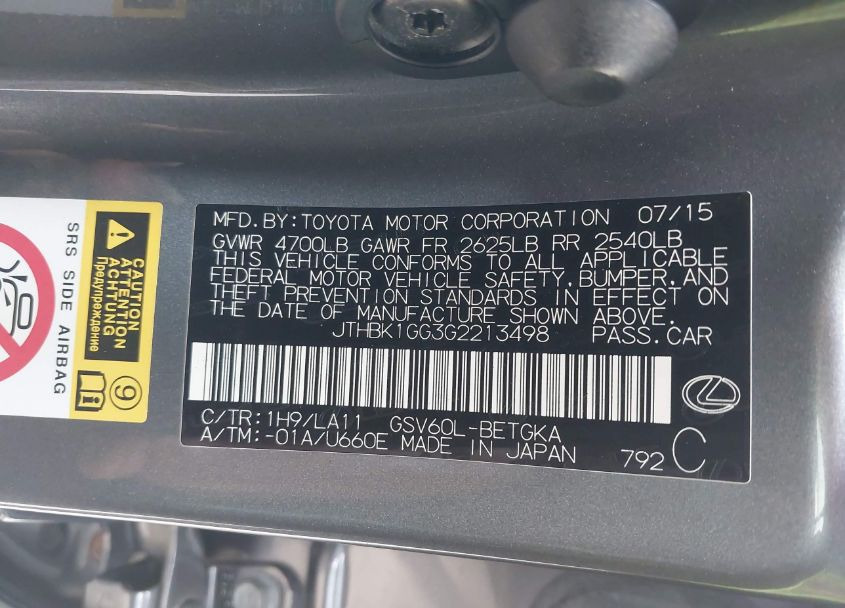 MFD.BY:TOYOTA MOTOR CORPORATION 07/15
GVWR 4700LB GAWR FR 2625LB RR 2540LB
THIS VEHICLE CONFORMS TO ALL APPLICABLE
FEDERAL MOTOR VEHICLE SAFETY,BUMPER,AND
THEFT PREVENTION STANDARDS IN EFFECT ON
THE DATE OF MANUFACTURE SHOWN ABOVE.
JTHBK1GG3G2213498 PASS.CAR
C/TR:1H9/LA11 GSV60L-BETGKA
A/TM:-01A/U660E MADE IN JAPAN
792 C
CAUTION
ATTENTION
ACHTUNG
Предупреждение
9
SRS SIDE AIRBAG